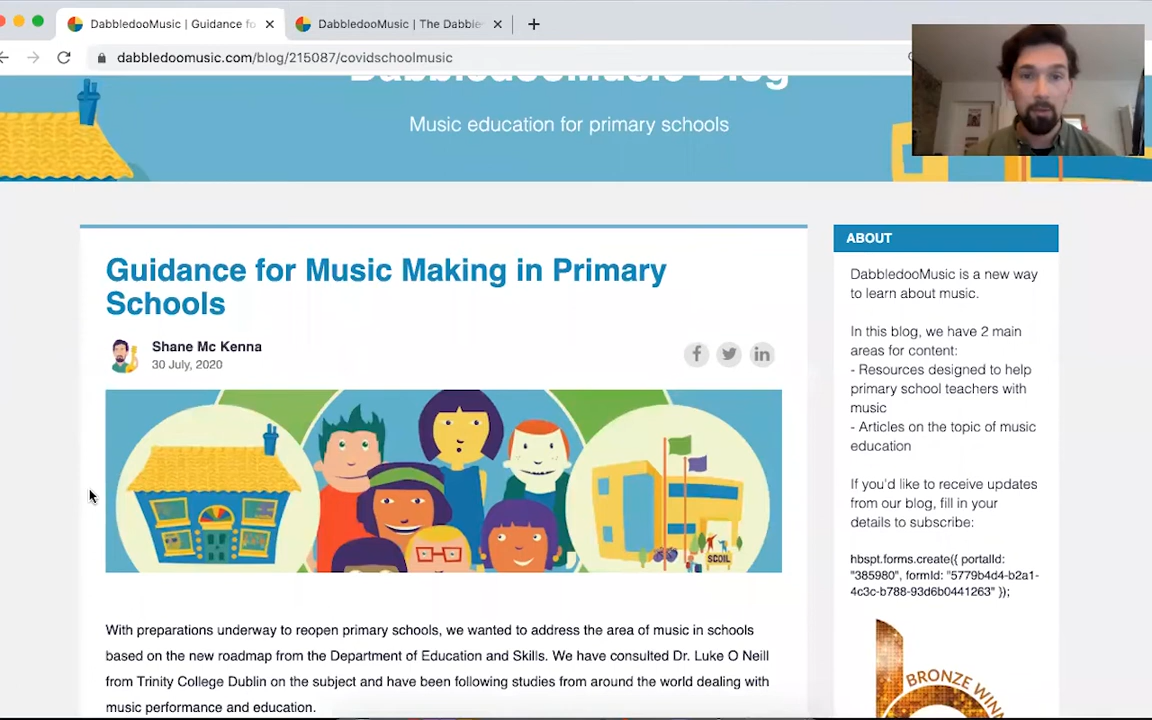 DabbledooMusic | Guidance fo
DabbledooMusic | The Dabble
dabbledoomusic.com/blog/215087/covidschoolmusic
DabbledooMusic Blog
Music education for primary schools
Guidance for Music Making in Primary
Schools
Shane Mc Kenna
30 July, 2020
SCOIL
With preparations underway to reopen primary schools, we wanted to address the area of music in schools
based on the new roadmap from the Department of Education and Skills. We have consulted Dr. Luke O Neill
from Trinity College Dublin on the subject and have been following studies from around the world dealing with
music performance and education.
ABOUT
DabbledooMusic is a new way
to learn about music.
In this blog, we have 2 main
areas for content:
- Resources designed to help
primary school teachers with
music
- Articles on the topic of music
education
If you'd like to receive updates
from our blog, fill in your
details to subscribe:
hbspt.forms.create({ portalId:
"385980", formId: "5779b4d4-b2a1-
4c3c-b788-93d6b0441263" });
BRONZE WIN